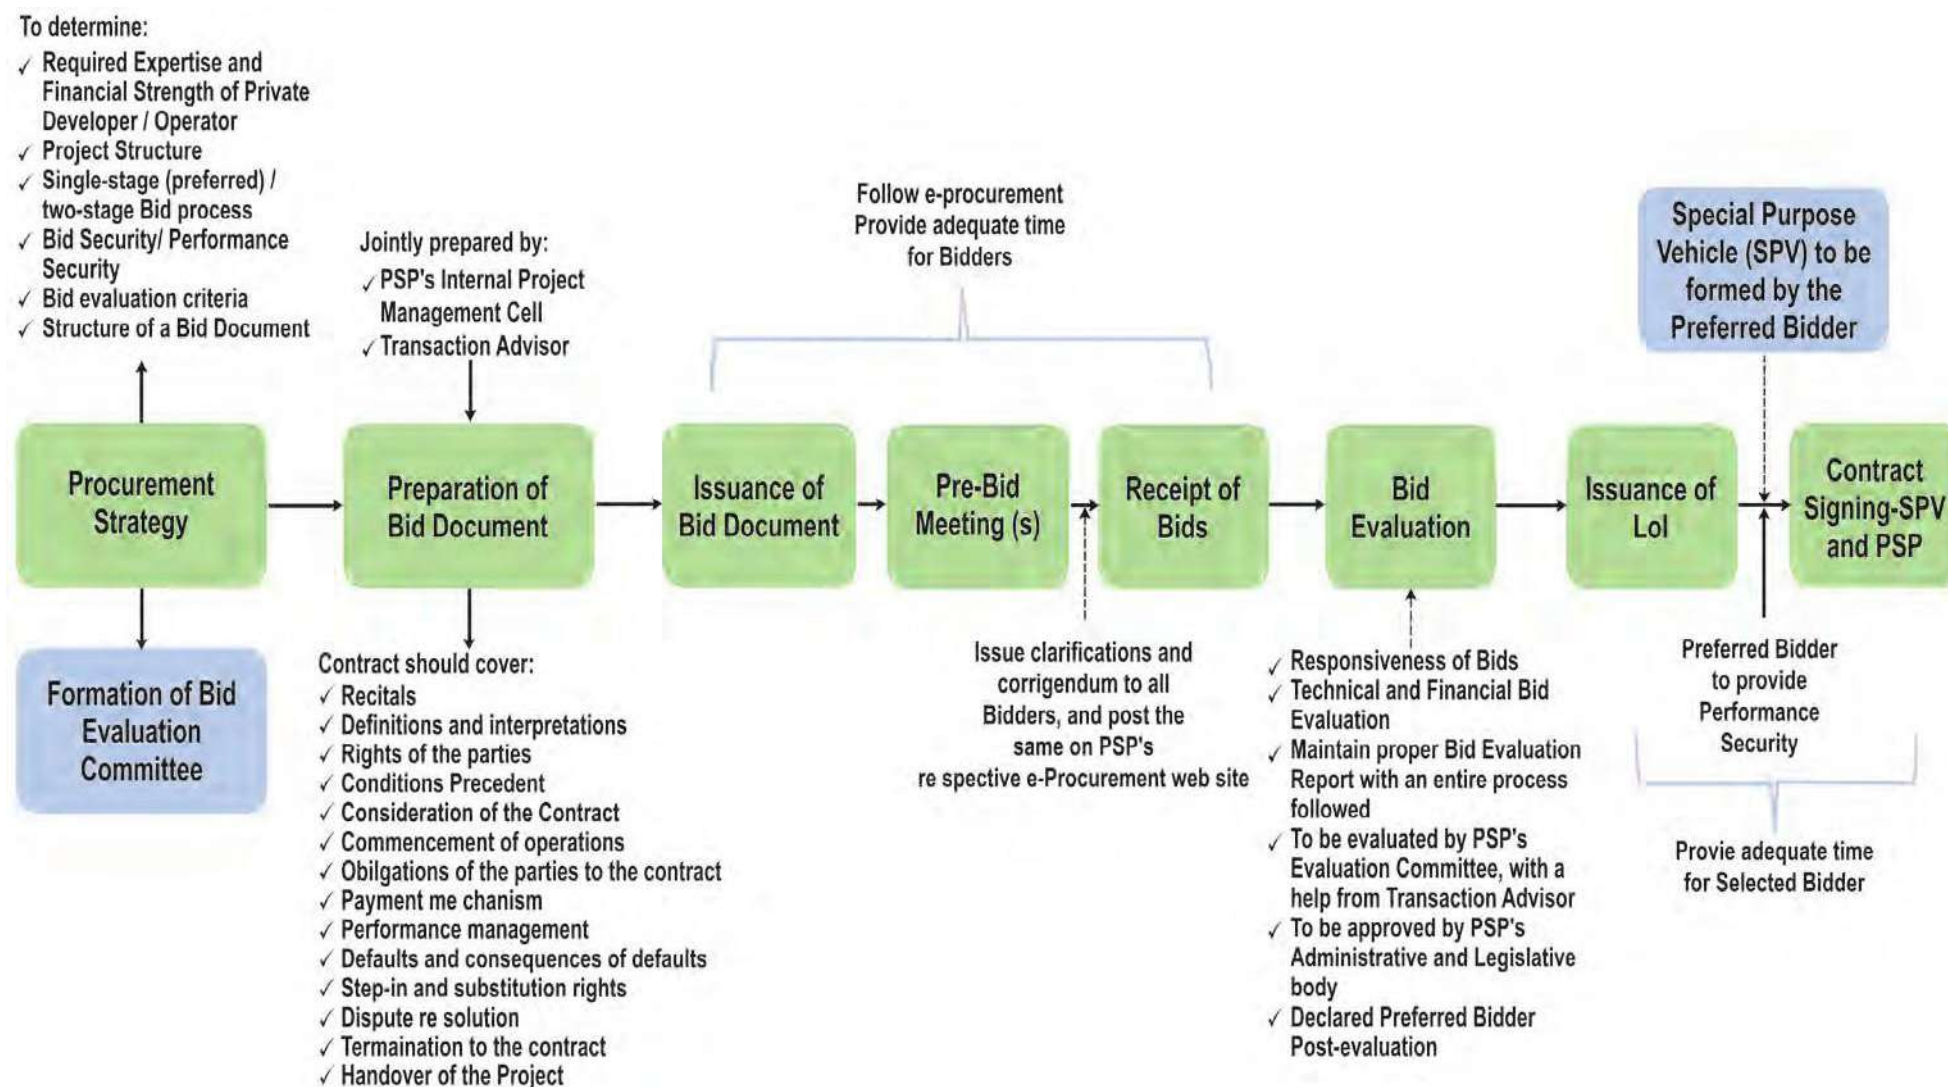 To determine:
✓ Required Expertise and
Financial Strength of Private
Developer / Operator
✓ Project Structure
✓ Single-stage (preferred) /
two-stage Bid process
✓ Bid Security/ Performance
Security
✓ Bid evaluation criteria
✓ Structure of a Bid Document
Jointly prepared by:
✓ PSP's Internal Project
Management Cell
✓ Transaction Advisor
Follow e-procurement
Provide adequate time
for Bidders
Special Purpose
Vehicle (SPV) to be
formed by the
Preferred Bidder
Procurement
Strategy
Preparation of
Bid Document
Issuance of
Bid Document
Pre-Bid
Meeting (s)
Receipt of
Bids
Bid
Evaluation
Issuance of
LoI
Contract
Signing-SPV
and PSP
Formation of Bid
Evaluation
Committee
Contract should cover:
✓ Recitals
✓ Definitions and interpretations
✓ Rights of the parties
✓ Conditions Precedent
✓ Consideration of the Contract
✓ Commencement of operations
✓ Obilgations of the parties to the contract
✓ Payment me chanism
✓ Performance management
✓ Defaults and consequences of defaults
✓ Step-in and substitution rights
✓ Dispute re solution
✓ Termaination to the contract
✓ Handover of the Project
Issue clarifications and
corrigendum to all
Bidders, and post the
same on PSP's
re spective e-Procurement web site
✓ Responsiveness of Bids
✓ Technical and Financial Bid
Evaluation
✓ Maintain proper Bid Evaluation
Report with an entire process
followed
✓ To be evaluated by PSP's
Evaluation Committee, with a
help from Transaction Advisor
✓ To be approved by PSP's
Administrative and Legislative
body
✓ Declared Preferred Bidder
Post-evaluation
Preferred Bidder
to provide
Performance
Security
Provie adequate time
for Selected Bidder